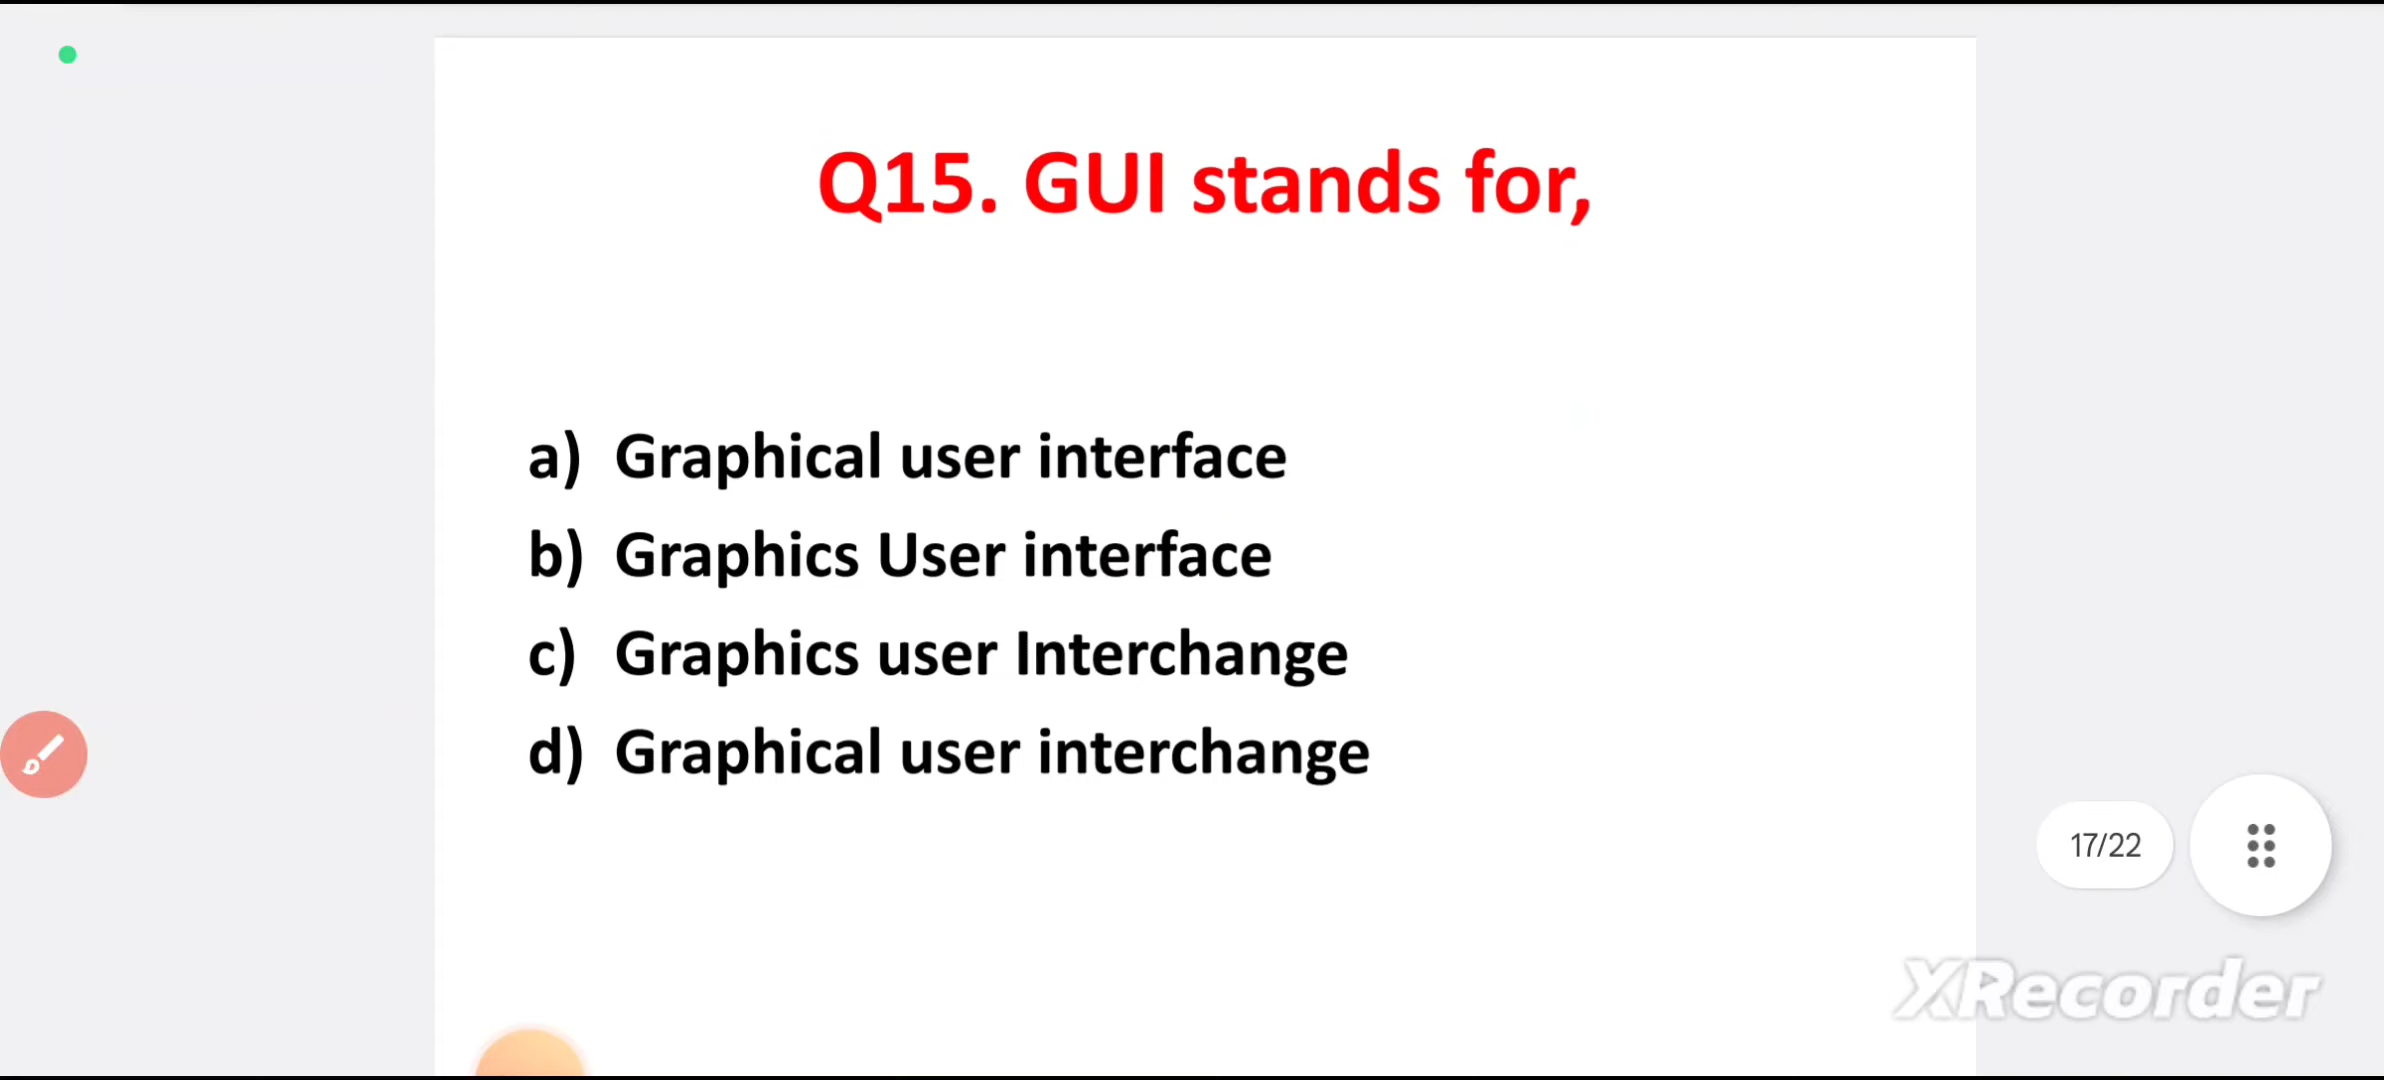 Q15. GUI stands for,
a) Graphical user interface
b) Graphics User interface
c) Graphics user Interchange
d) Graphical user interchange
17/22
XRecorder